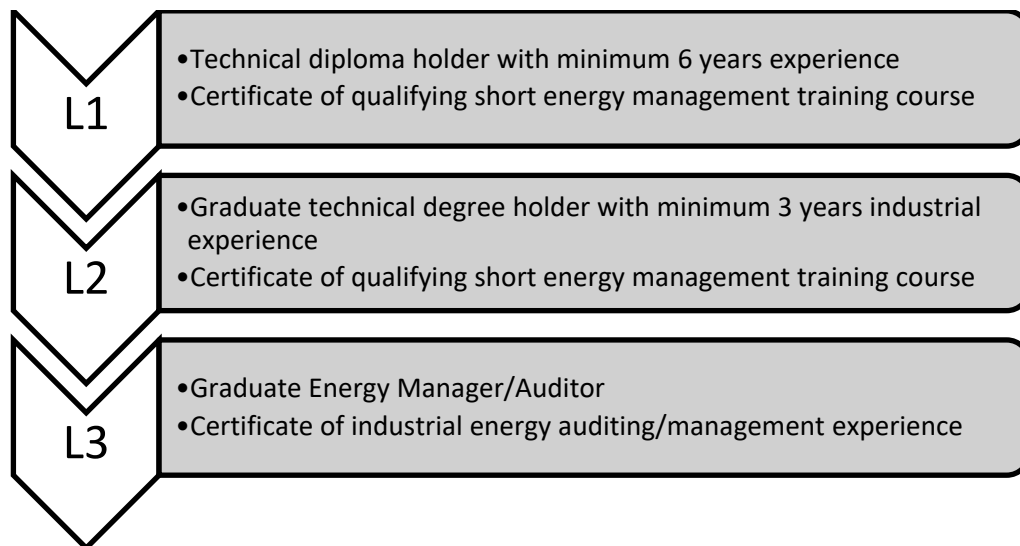 L1
•Technical diploma holder with minimum 6 years experience
•Certificate of qualifying short energy management training course
L2
•Graduate technical degree holder with minimum 3 years industrial
experience
•Certificate of qualifying short energy management training course
L3
•Graduate Energy Manager/Auditor
•Certificate of industrial energy auditing/management experience